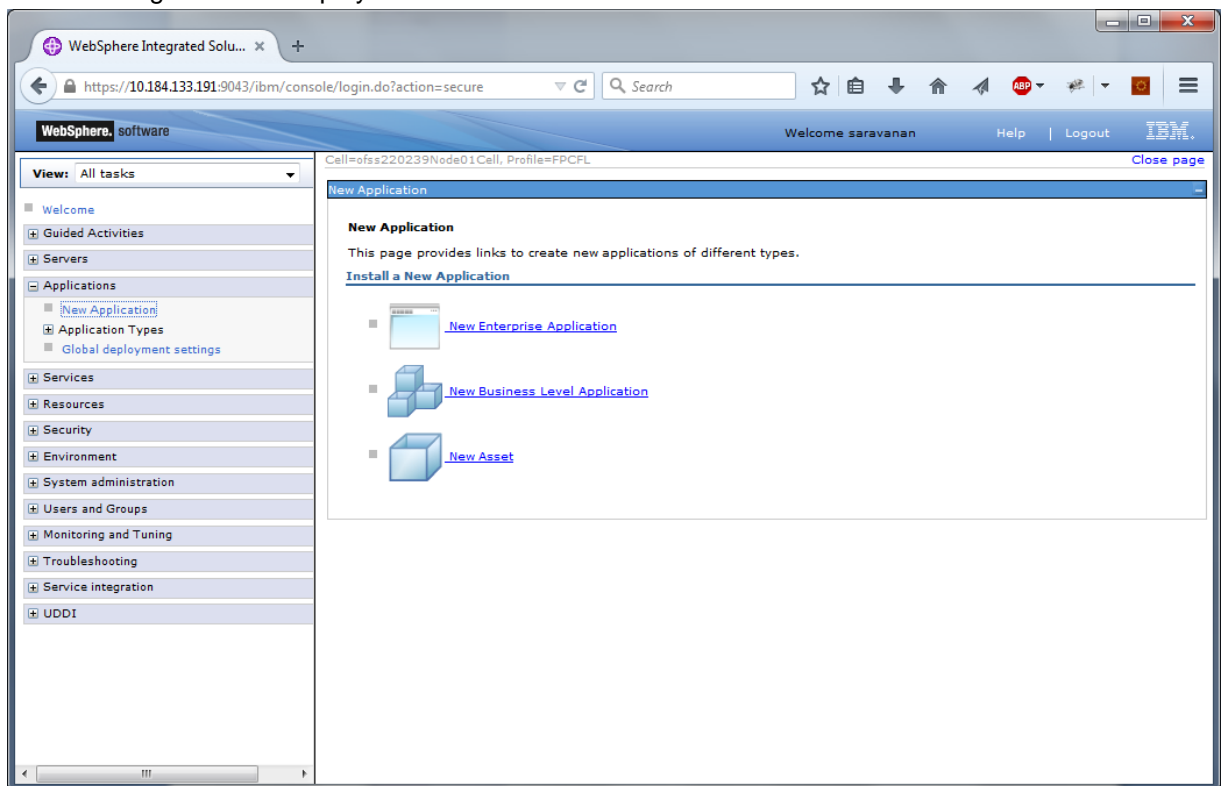 WebSphere Integrated Solu...
https://10.184.133.191:9043/ibm/console/login.do?action=secure
Search
ABP
WebSphere. software
Welcome saravanan
Help | Logout
IBM.
View: All tasks
Welcome
Guided Activities
Servers
Applications
New Application
Application Types
Global deployment settings
Services
Resources
Security
Environment
System administration
Users and Groups
Monitoring and Tuning
Troubleshooting
Service integration
UDDI
Cell=ofss220239Node01Cell, Profile=FPCFL
Close page
New Application
New Application
This page provides links to create new applications of different types.
Install a New Application
New Enterprise Application
New Business Level Application
New Asset